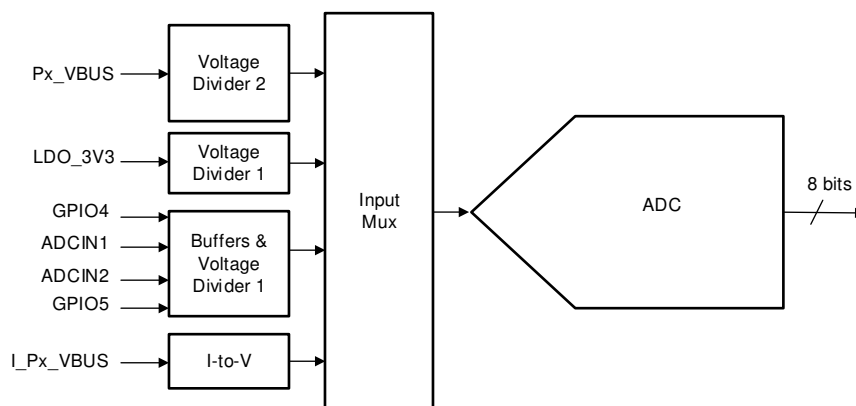 Px_VBUS
Voltage
Divider 2
LDO_3V3
Voltage
Divider 1
GPIO4
ADCIN1
ADCIN2
GPIO5
Buffers &
Voltage
Divider 1
I_Px_VBUS
I-to-V
Input
Mux
ADC
8 bits